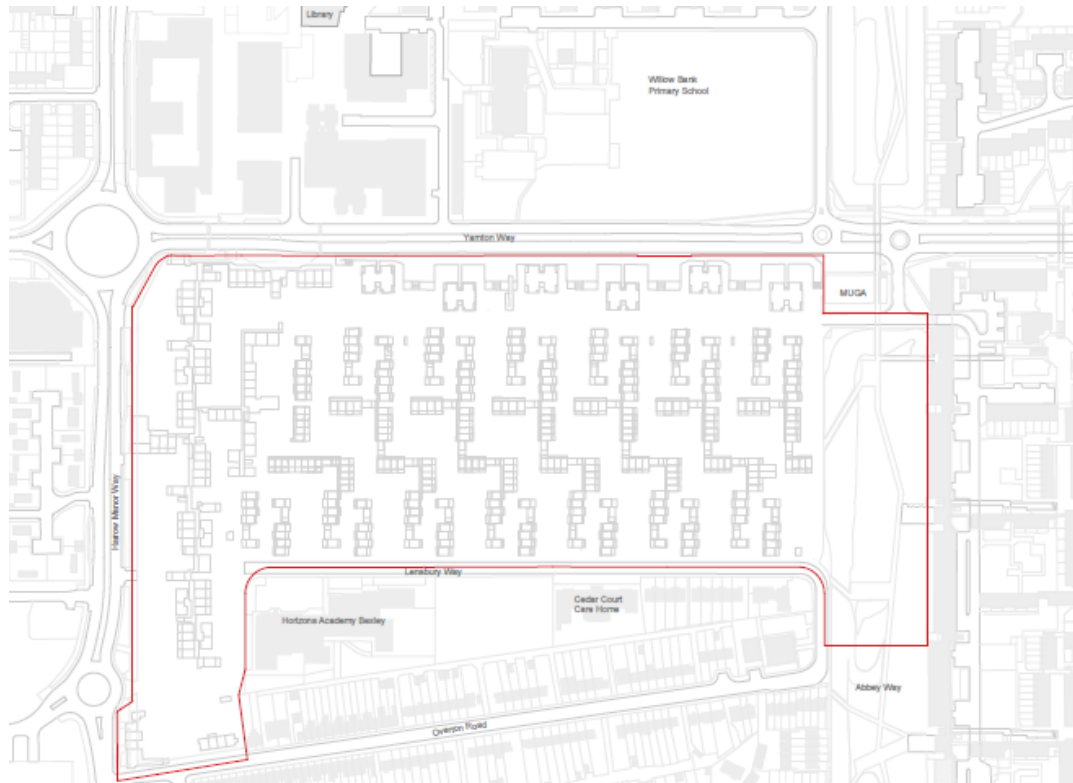 Library
Willow Bank
Primary School
Yarnton Way
MUGA
Harrow Manor Way
Lensbury Way
Cedar Court
Care Home
Horizons Academy Bexley
Abbey Way
Overton Road